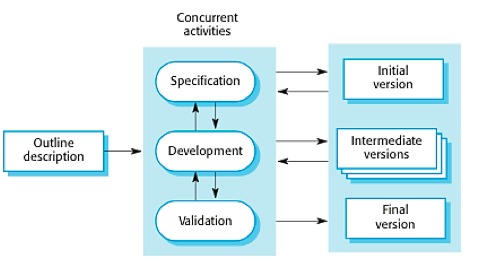 Concurrent
activities
Specification
Initial
version
Outline
description
Development
Intermediate
versions
Validation
Final
version